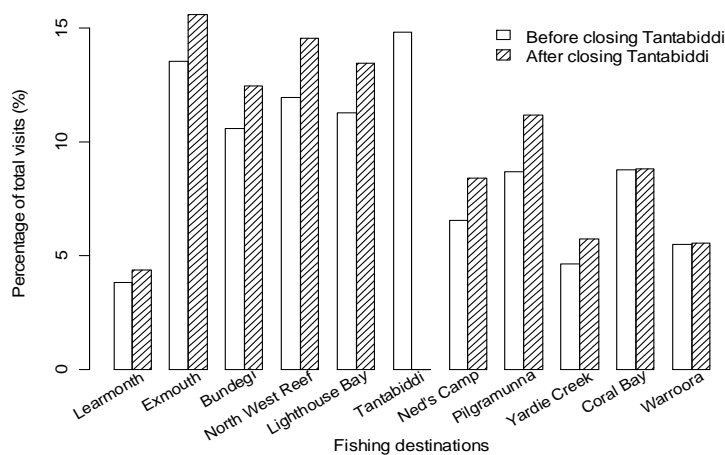 15
10
5
0
Percentage of total visits (%)
Before closing Tantabiddi
After closing Tantabiddi
Learmonth
Exmouth
Bundegi
North West Reef
Lighthouse Bay
Tantabiddi
Ned's Camp
Pilgramunna
Yardie Creek
Coral Bay
Warroora
Fishing destinations